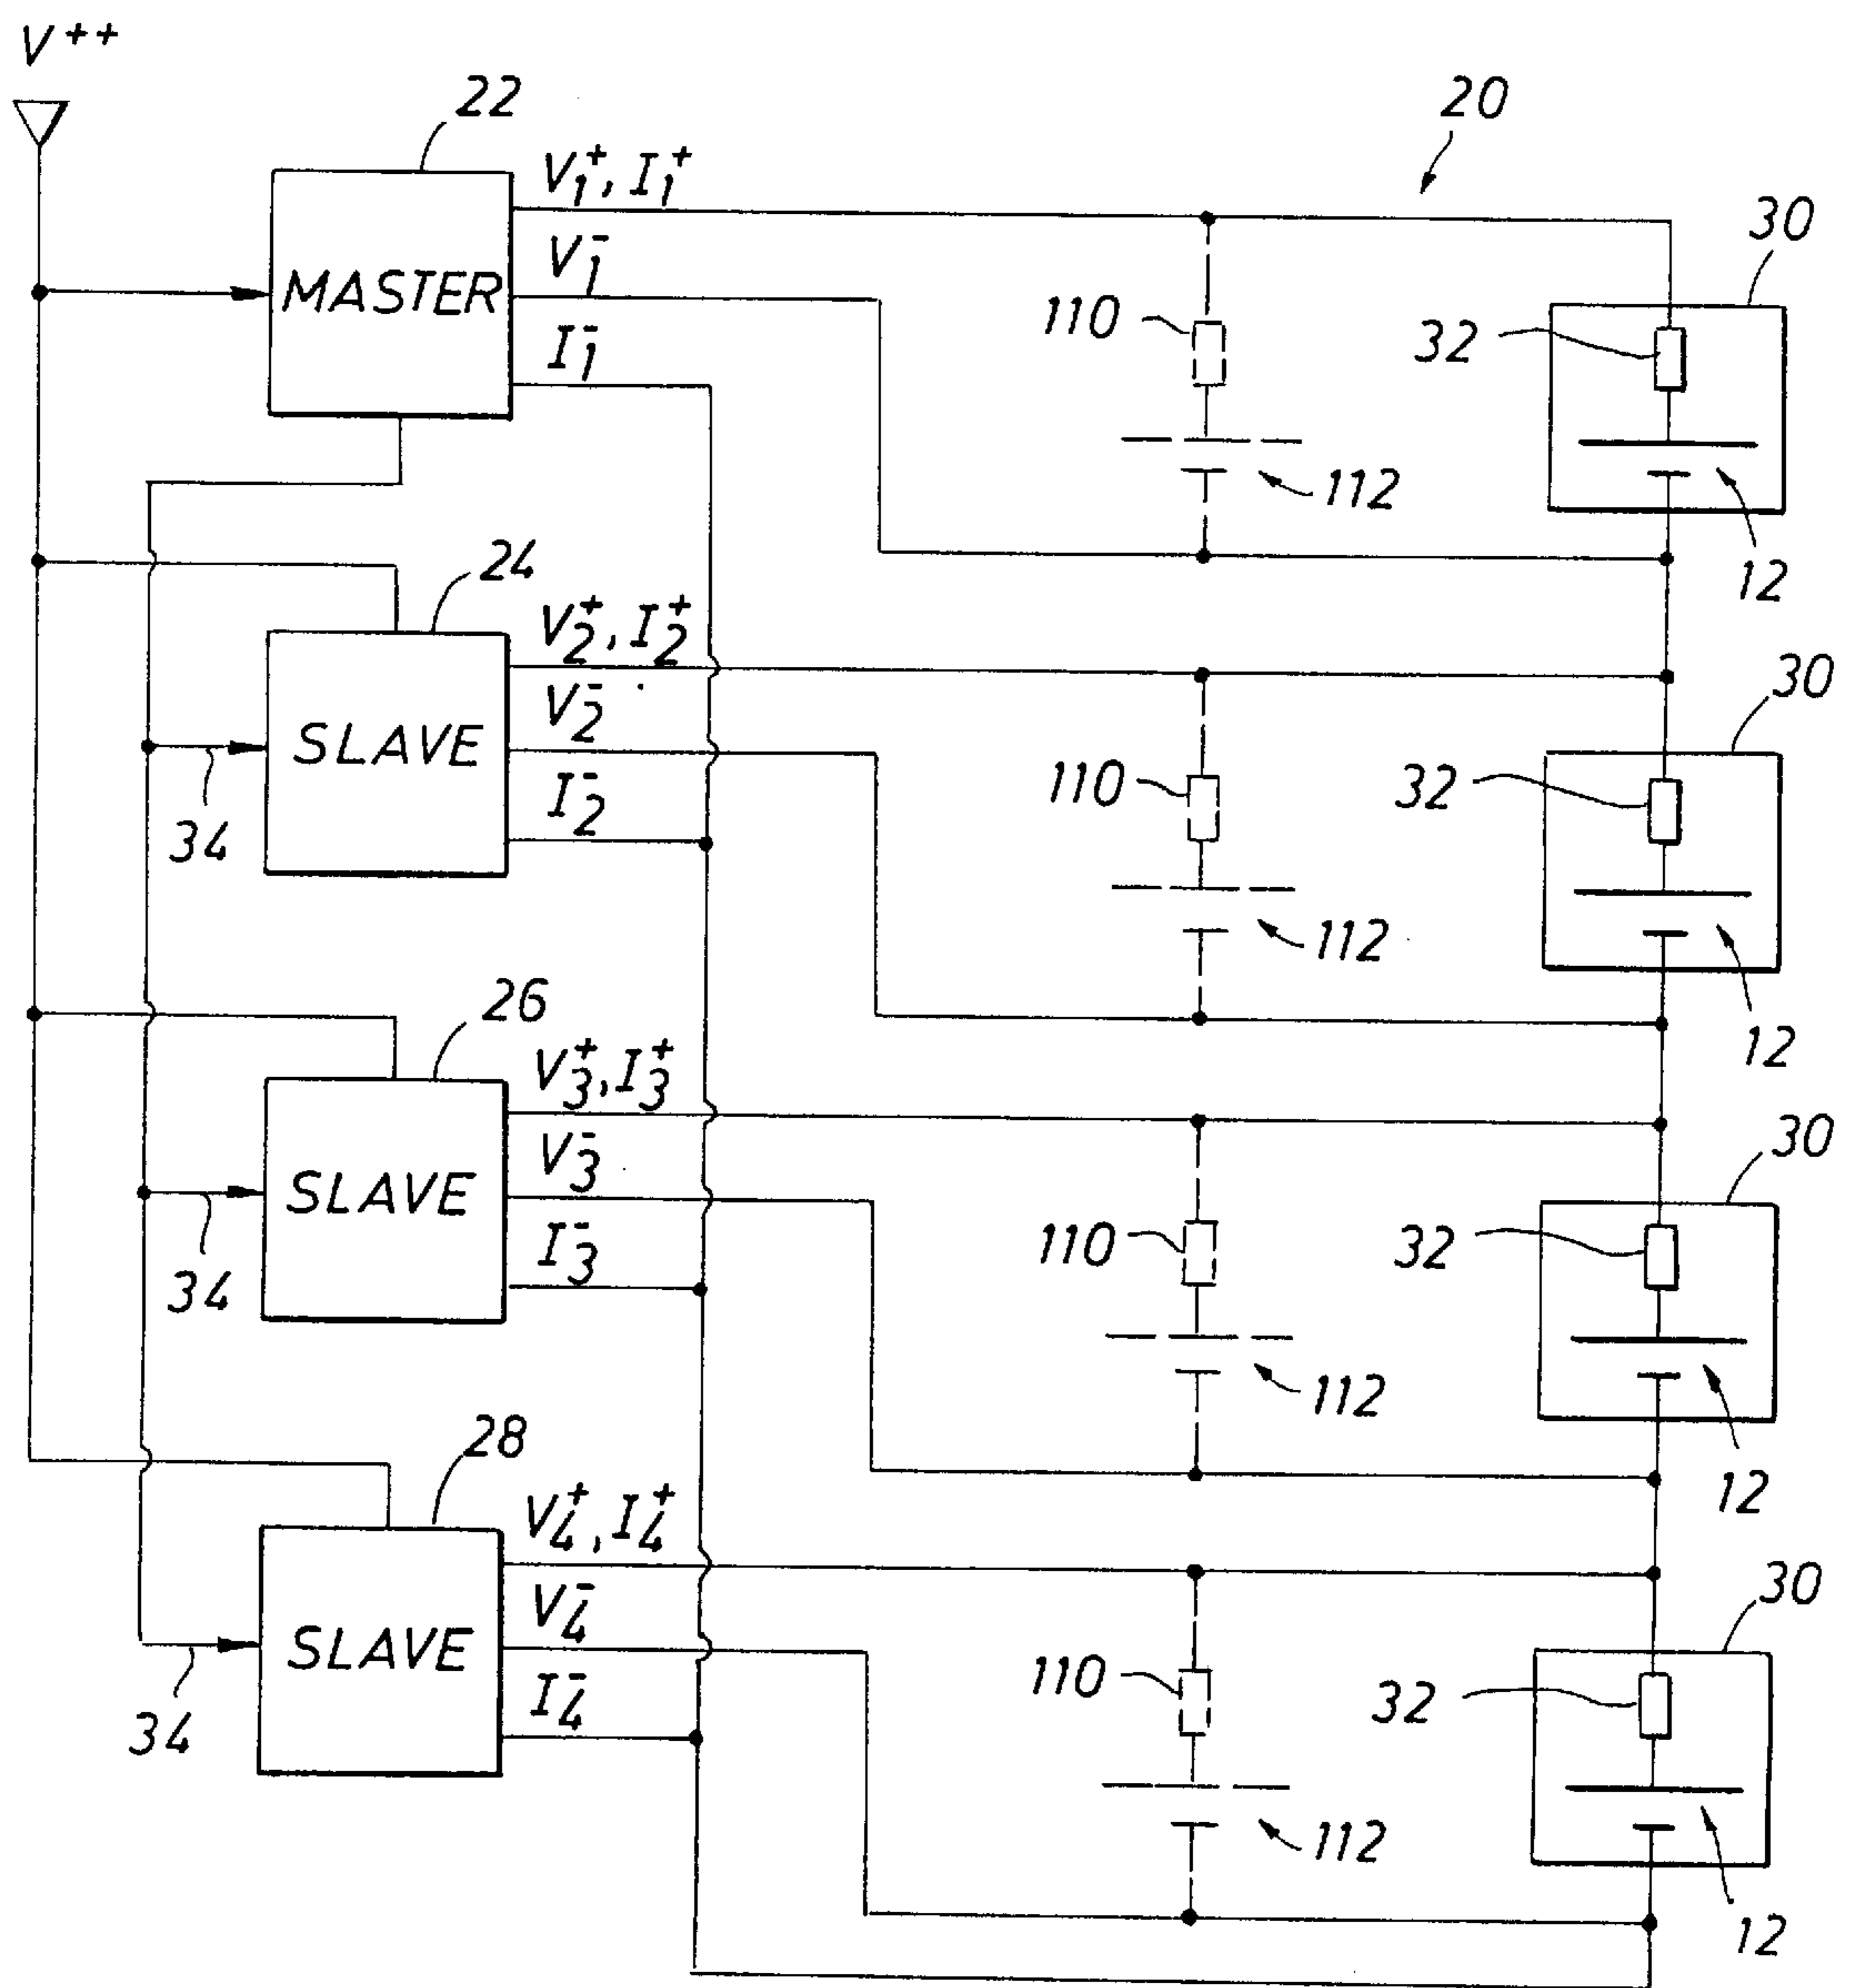 V++
22
20
V1+, I1+
30
V1-
MASTER
110
32
I1-
112
24
12
V2+, I2+
30
V2-
SLAVE
110
32
I2-
34
112
26
12
V3+, I3+
30
V3-
SLAVE
110
32
I3-
34
112
28
12
V4+, I4+
30
V4-
SLAVE
110
32
I4-
34
112
12